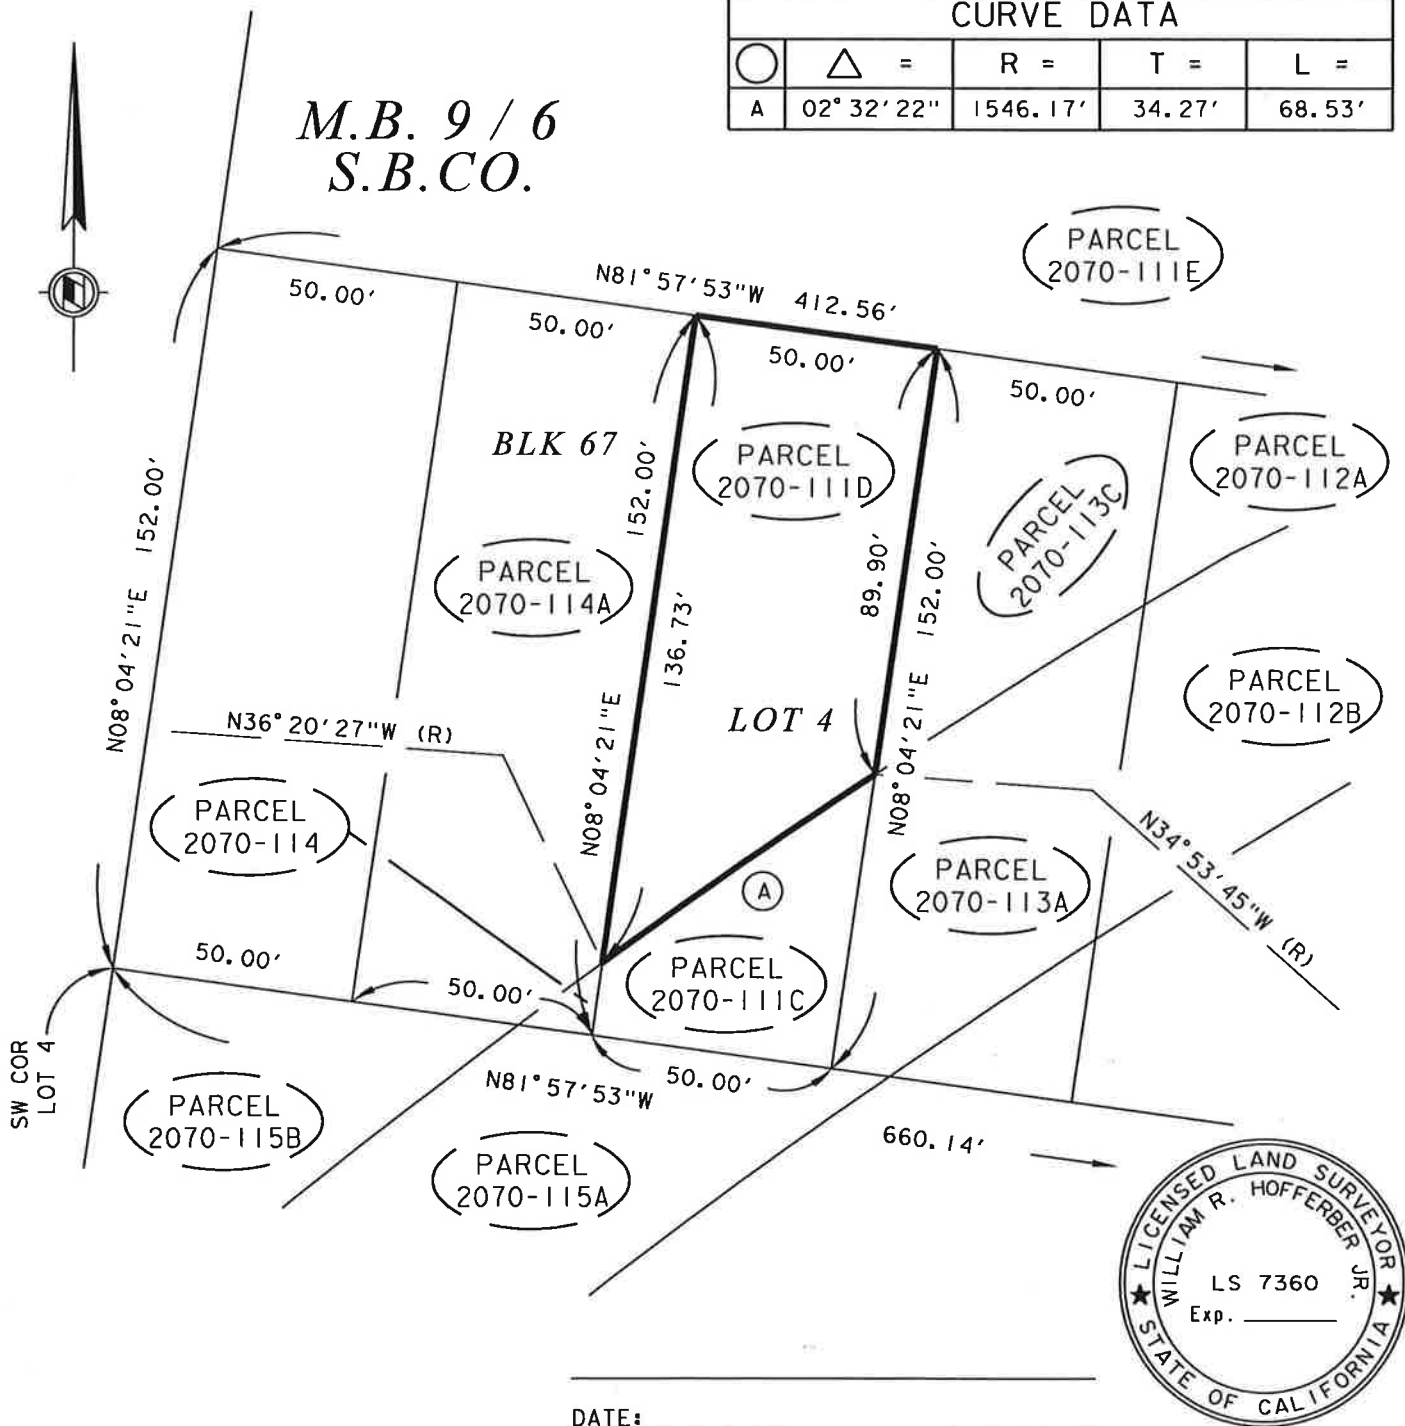 CURVE DATA
△ = R = T = L =
A 02°32'22" 1546.17' 34.27' 68.53'
M.B. 9 / 6
S.B.CO.
PARCEL
2070-111E
N81°57'53"W 412.56'
50.00'
50.00'
50.00'
50.00'
BLK 67
PARCEL
2070-111D
PARCEL
2070-112A
PARCEL
2070-113C
N08°04'21"E 152.00'
152.00'
PARCEL
2070-114A
136.73'
89.90'
N08°04'21"E 152.00'
N08°04'21"E
LOT 4
PARCEL
2070-112B
N36°20'27"W (R)
PARCEL
2070-114
A
PARCEL
2070-113A
N34°53'45"W (R)
50.00'
50.00'
PARCEL
2070-111C
SW COR
LOT 4
N81°57'53"W
50.00'
PARCEL
2070-115B
PARCEL
2070-115A
660.14'
LICENSED LAND SURVEYOR
WILLIAM R. HOFFERBER JR.
LS 7360
Exp.
STATE OF CALIFORNIA
DATE: